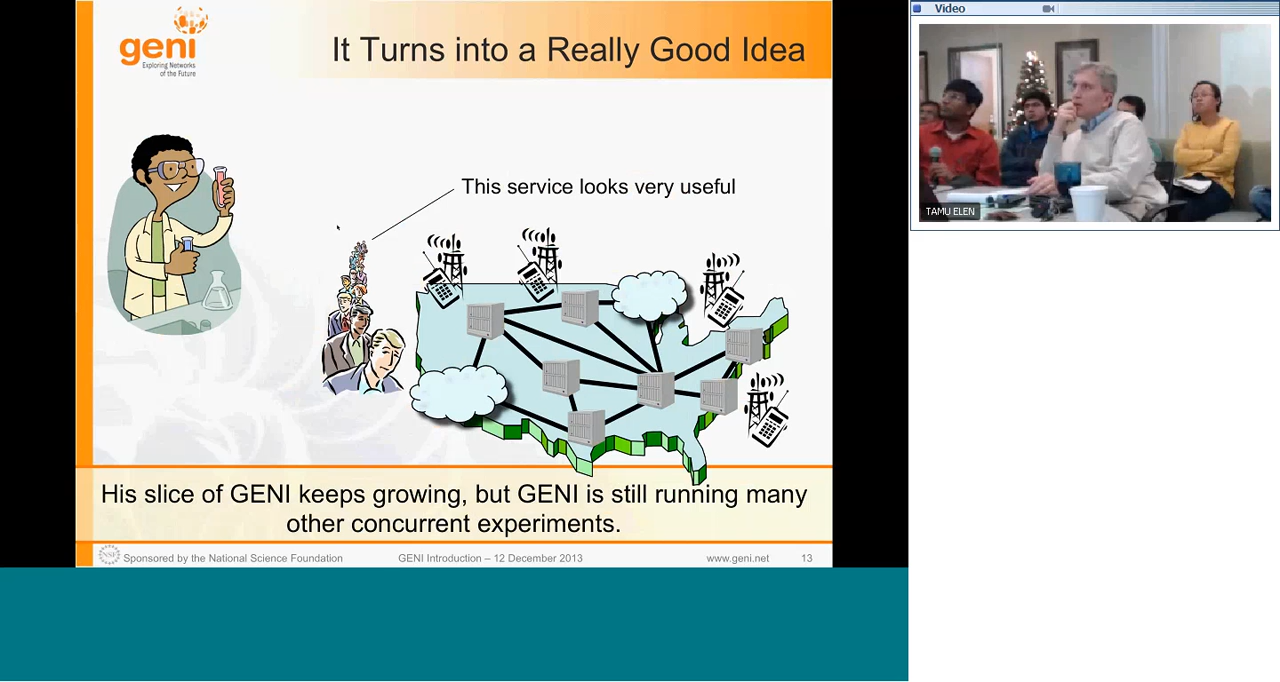 geni
Exploring Networks
of the Future
It Turns into a Really Good Idea
This service looks very useful
His slice of GENI keeps growing, but GENI is still running many
other concurrent experiments.
NSF
Sponsored by the National Science Foundation
GENI Introduction – 12 December 2013
www.geni.net
13
Video
TAMU ELEN